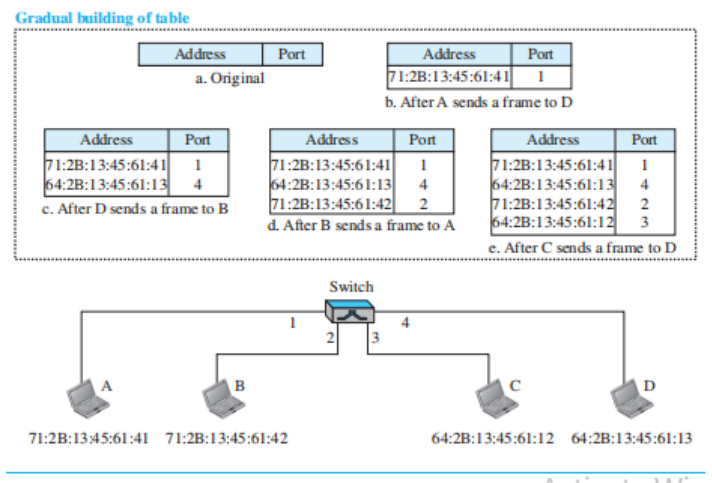 Gradual building of table
Address Port
a. Original
Address Port
71:2B:13:45:61:41 1
b. After A sends a frame to D
Address Port
71:2B:13:45:61:41 1
64:2B:13:45:61:13 4
c. After D sends a frame to B
Address Port
71:2B:13:45:61:41 1
64:2B:13:45:61:13 4
71:2B:13:45:61:42 2
d. After B sends a frame to A
Address Port
71:2B:13:45:61:41 1
64:2B:13:45:61:13 4
71:2B:13:45:61:42 2
64:2B:13:45:61:12 3
e. After C sends a frame to D
Switch
1 2 3 4
A B C D
71:2B:13:45:61:41 71:2B:13:45:61:42 64:2B:13:45:61:12 64:2B:13:45:61:13